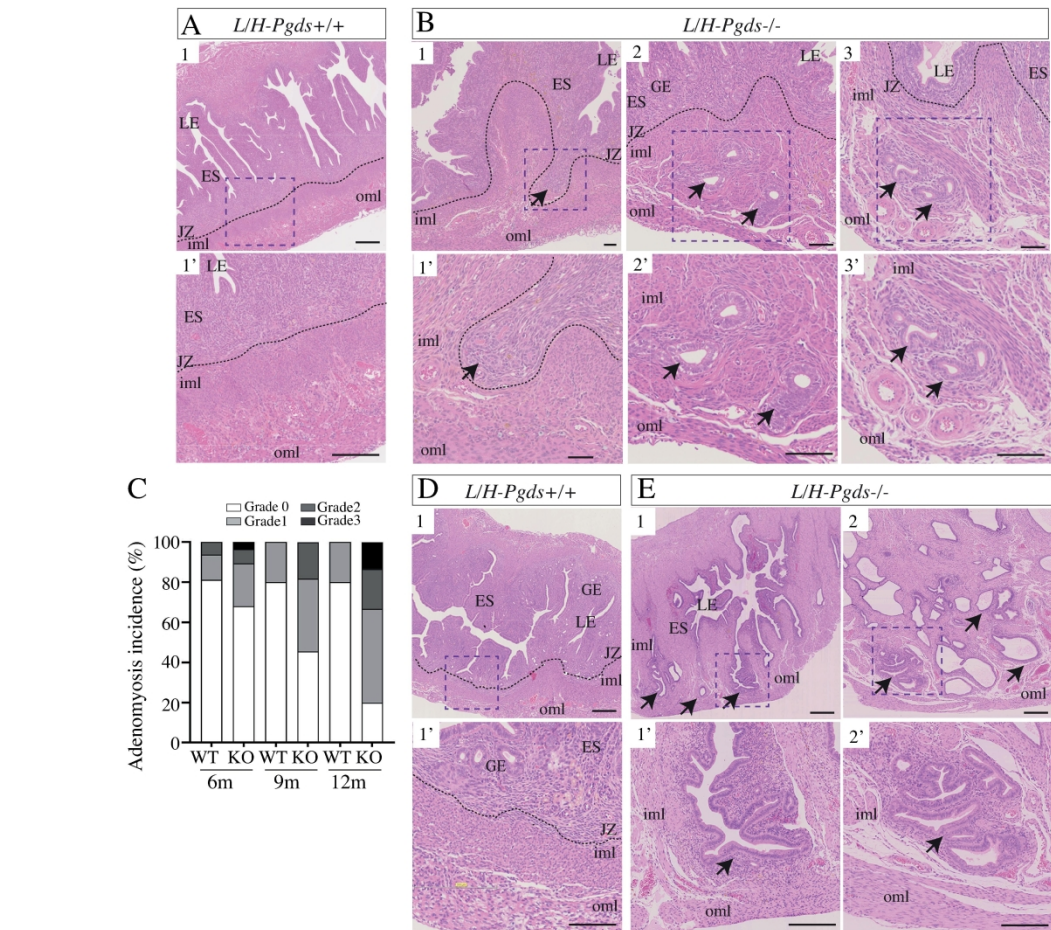 A
L/H-Pgds+/+
1
LE
ES
JZ
iml
oml
1’
LE
ES
JZ
iml
oml
B
L/H-Pgds-/-
1
LE
ES
JZ
iml
oml
2
LE
GE
ES
JZ
iml
oml
3
JZ
LE
ES
iml
oml
1’
iml
oml
2’
iml
oml
3’
iml
oml
C
Grade 0
Grade1
Grade2
Grade3
Adenomyosis incidence (%)
100
80
60
40
20
0
WT KO WT KO WT KO
6m 9m 12m
D
L/H-Pgds+/+
1
ES
GE
LE
JZ
iml
oml
1’
ES
GE
JZ
iml
oml
E
L/H-Pgds-/-
1
LE
ES
iml
oml
2
iml
oml
1’
iml
oml
2’
iml
oml